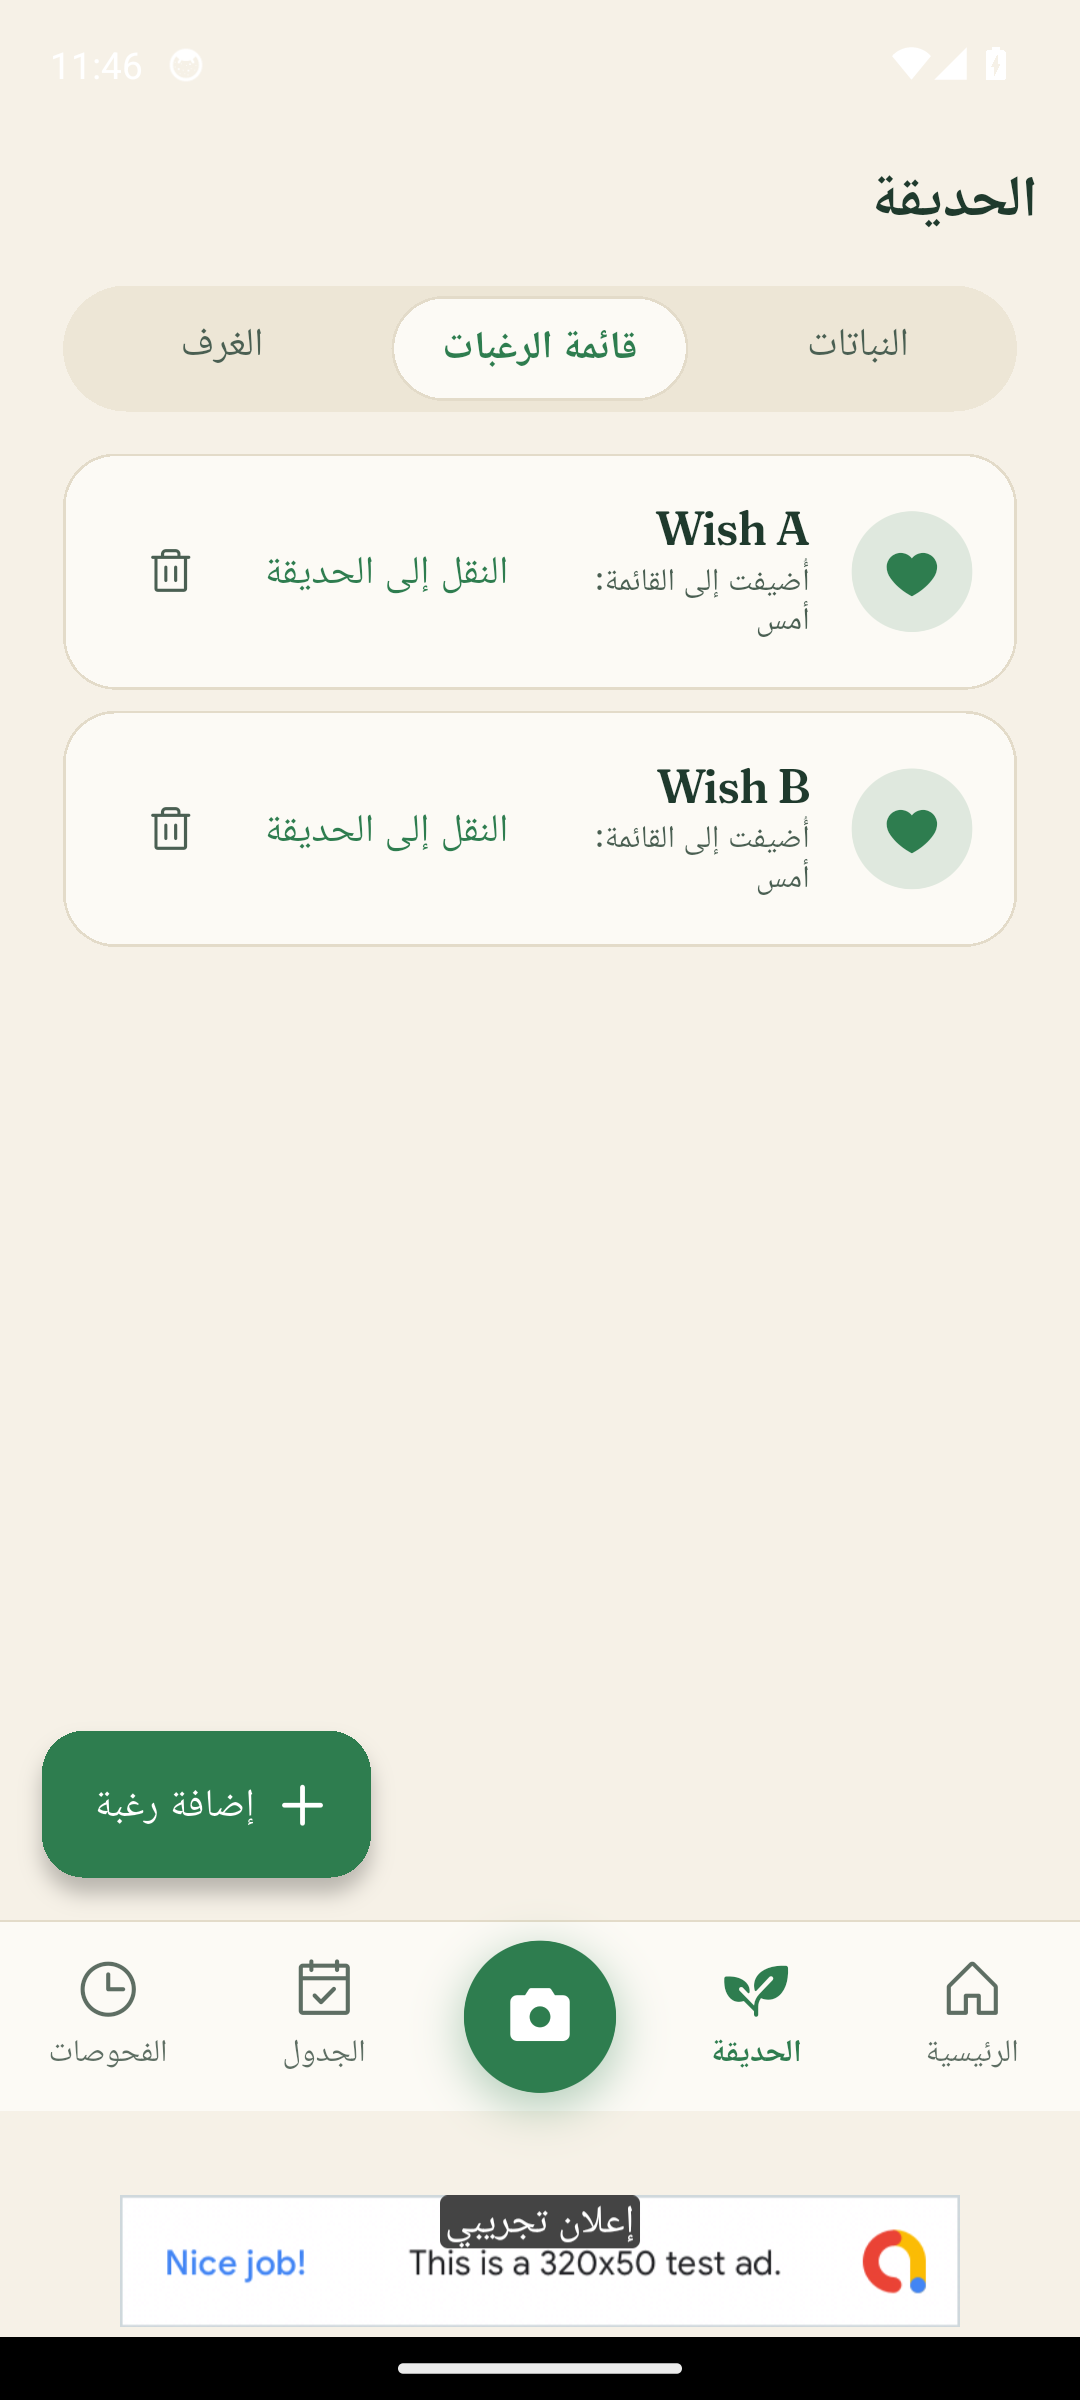 11:46
الحديقة
النباتات
قائمة الرغبات
الغرف
Wish A
أضيفت إلى القائمة:
أمس
النقل إلى الحديقة
Wish B
أضيفت إلى القائمة:
أمس
النقل إلى الحديقة
إضافة رغبة
الرئيسية
الحديقة
الجدول
الفحوصات
إعلان تجريبي
Nice job!
This is a 320x50 test ad.